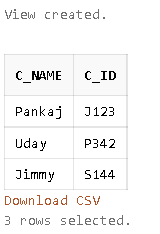 View created.
C_NAME C_ID
Pankaj J123
Uday P342
Jimmy S144
Download CSV
3 rows selected.